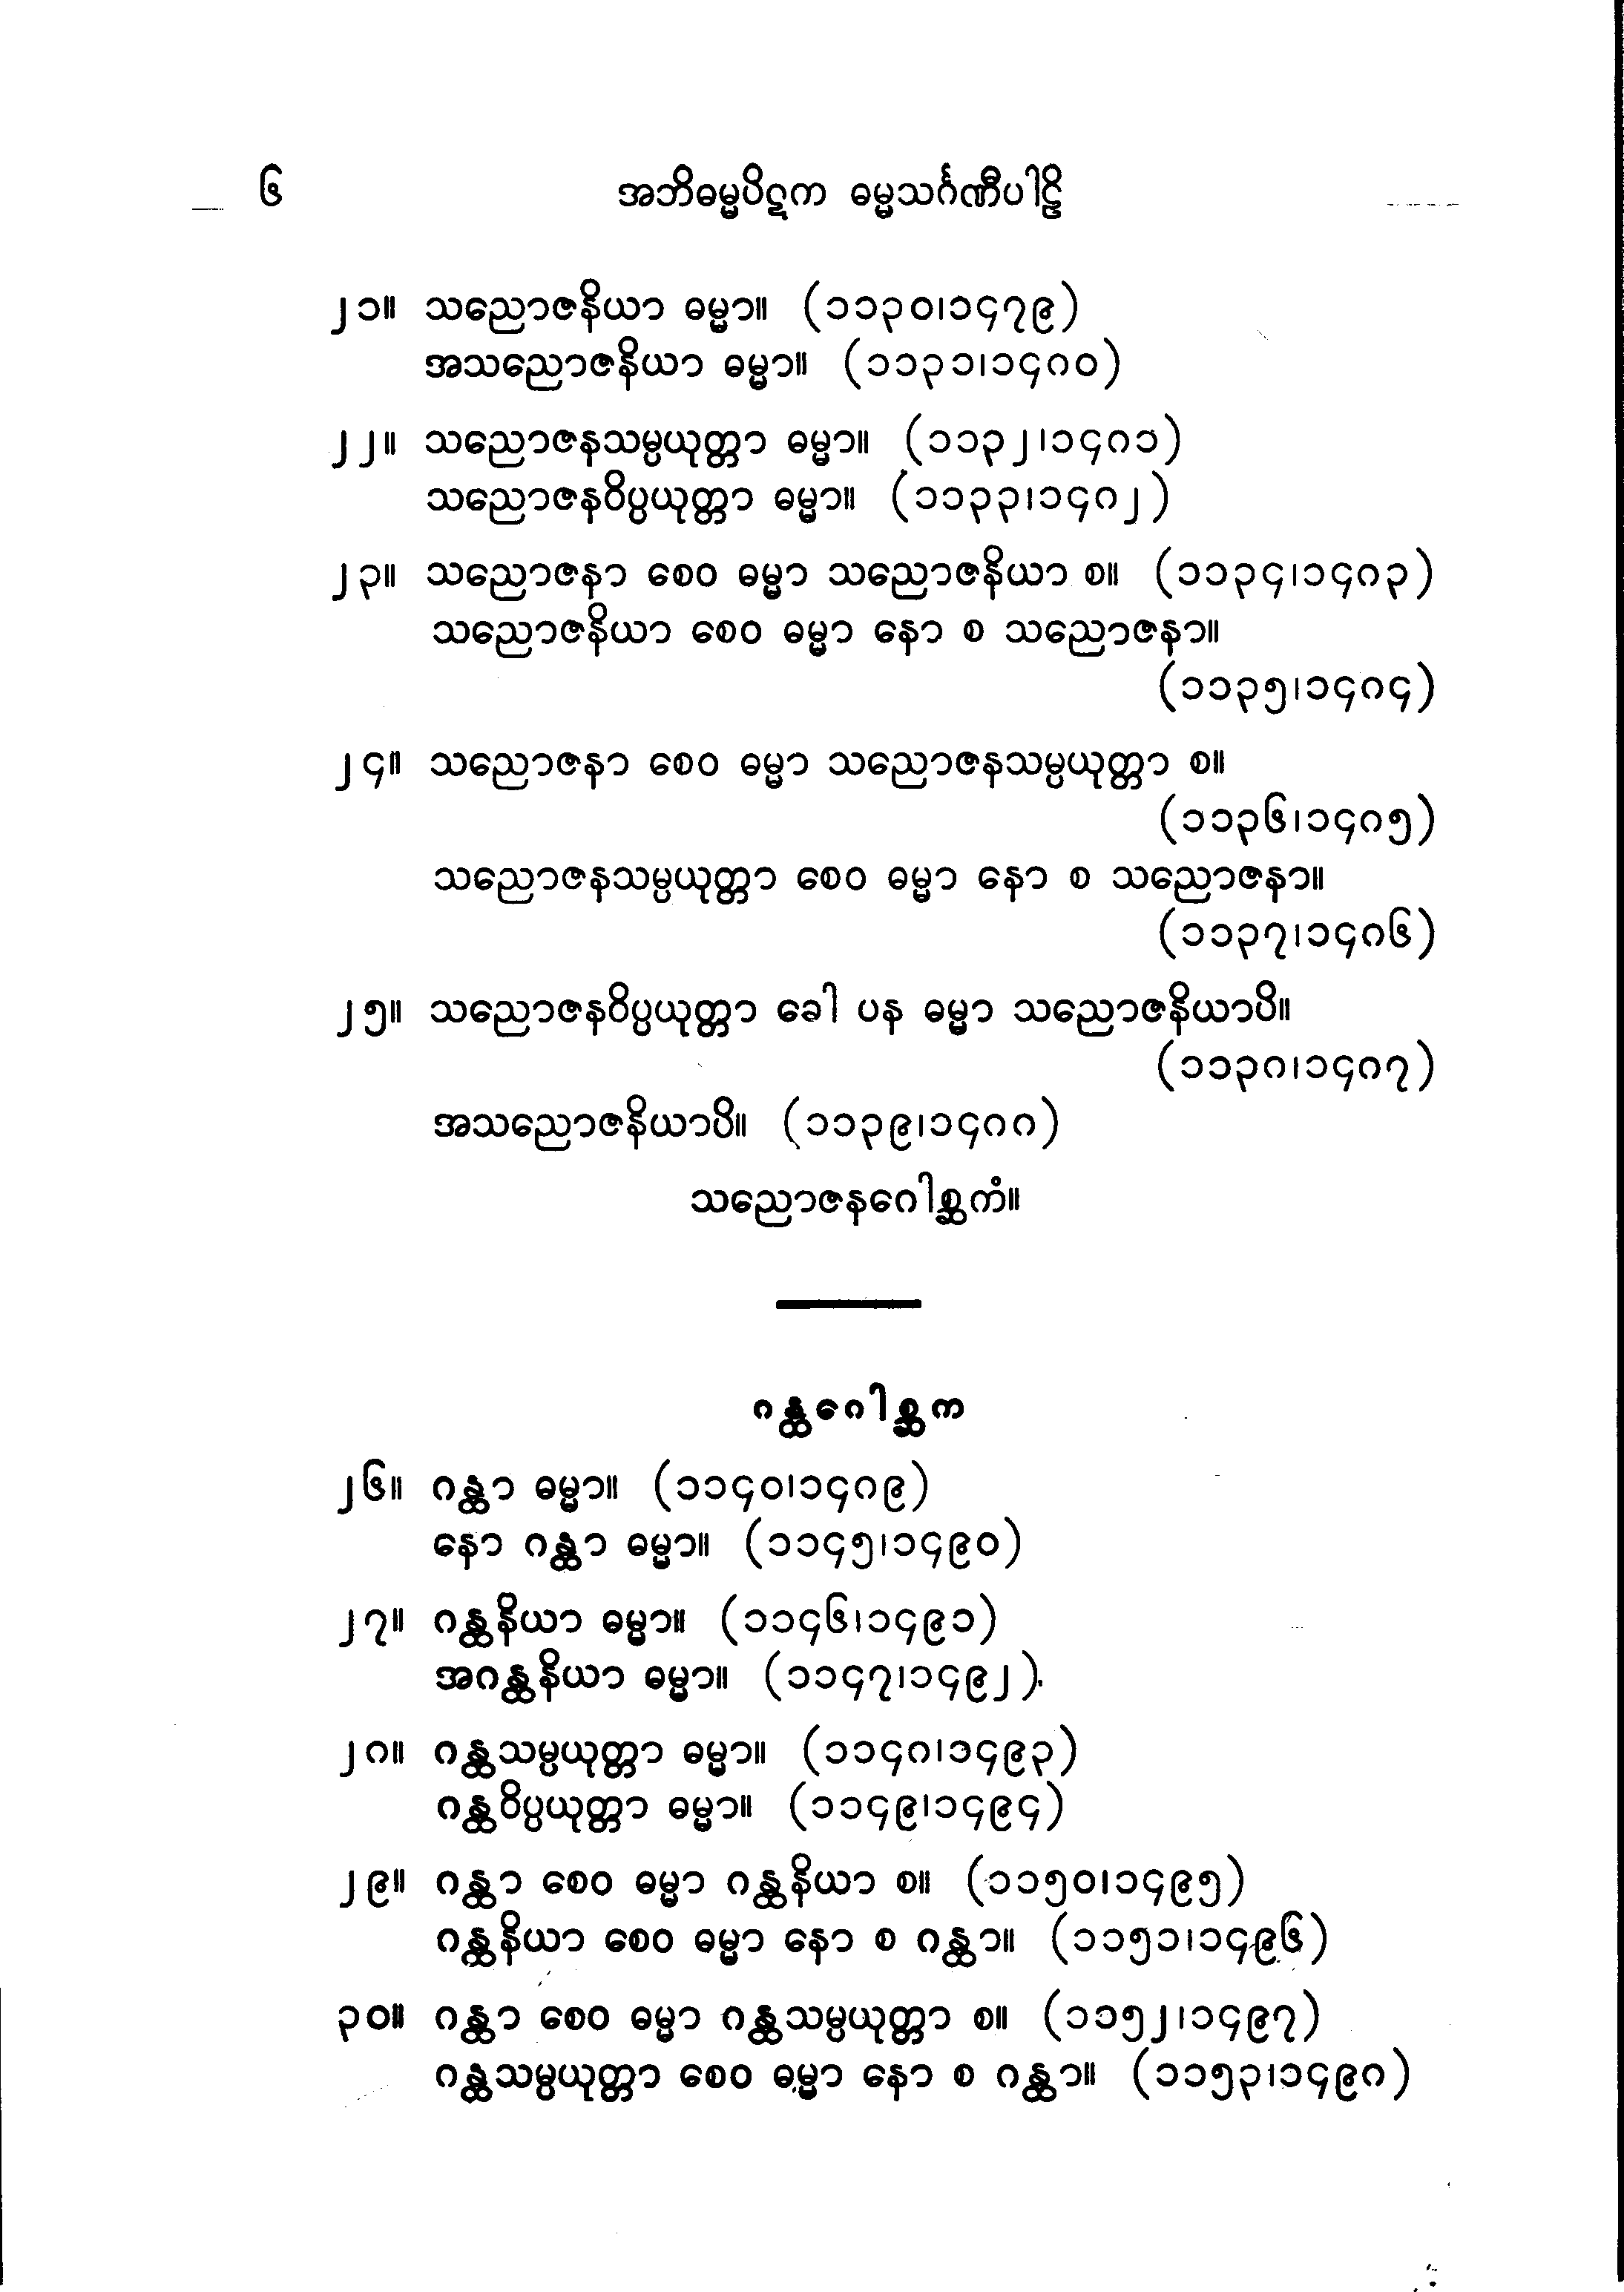 ၆ အဘိဓမ္မပိဋက ဓမ္မသင်္ဂဏီပါဠိ
၂၁။ သညောဇနိယာ ဓမ္မာ။ (၁၁၃၀၊၁၄၇၉)
အသညောဇနိယာ ဓမ္မာ။ (၁၁၃၁၊၁၄၈၀)
၂၂။ သညောဇနသမ္ပယုတ္တာ ဓမ္မာ။ (၁၁၃၂၊၁၄၈၁)
သညောဇနဝိပ္ပယုတ္တာ ဓမ္မာ။ (၁၁၃၃၊၁၄၈၂)
၂၃။ သညောဇနာ စေဝ ဓမ္မာ သညောဇနိယာ စ။ (၁၁၃၄၊၁၄၈၃)
သညောဇနိယာ စေဝ ဓမ္မာ နော စ သညောဇနာ။
(၁၁၃၅၊၁၄၈၄)
၂၄။ သညောဇနာ စေဝ ဓမ္မာ သညောဇနသမ္ပယုတ္တာ စ။
(၁၁၃၆၊၁၄၈၅)
သညောဇနသမ္ပယုတ္တာ စေဝ ဓမ္မာ နော စ သညောဇနာ။
(၁၁၃၇၊၁၄၈၆)
၂၅။ သညောဇနဝိပ္ပယုတ္တာ ခေါ ပန ဓမ္မာ သညောဇနိယာပိ။
(၁၁၃၈၊၁၄၈၇)
အသညောဇနိယာပိ။ (၁၁၃၉၊၁၄၈၈)
သညောဇနဂေါစ္ဆကံ။
ဂန္ထဂေါစ္ဆက
၂၆။ ဂန္ထာ ဓမ္မာ။ (၁၁၄၀၊၁၄၈၉)
နော ဂန္ထာ ဓမ္မာ။ (၁၁၄၅၊၁၄၉၀)
၂၇။ ဂန္ထနိယာ ဓမ္မာ။ (၁၁၄၆၊၁၄၉၁)
အဂန္ထနိယာ ဓမ္မာ။ (၁၁၄၇၊၁၄၉၂)
၂၈။ ဂန္ထသမ္ပယုတ္တာ ဓမ္မာ။ (၁၁၄၈၊၁၄၉၃)
ဂန္ထဝိပ္ပယုတ္တာ ဓမ္မာ။ (၁၁၄၉၊၁၄၉၄)
၂၉။ ဂန္ထာ စေဝ ဓမ္မာ ဂန္ထနိယာ စ။ (၁၁၅၀၊၁၄၉၅)
ဂန္ထနိယာ စေဝ ဓမ္မာ နော စ ဂန္ထာ။ (၁၁၅၁၊၁၄၉၆)
၃၀။ ဂန္ထာ စေဝ ဓမ္မာ ဂန္ထသမ္ပယုတ္တာ စ။ (၁၁၅၂၊၁၄၉၇)
ဂန္ထသမ္ပယုတ္တာ စေဝ ဓမ္မာ နော စ ဂန္ထာ။ (၁၁၅၃၊၁၄၉၈)